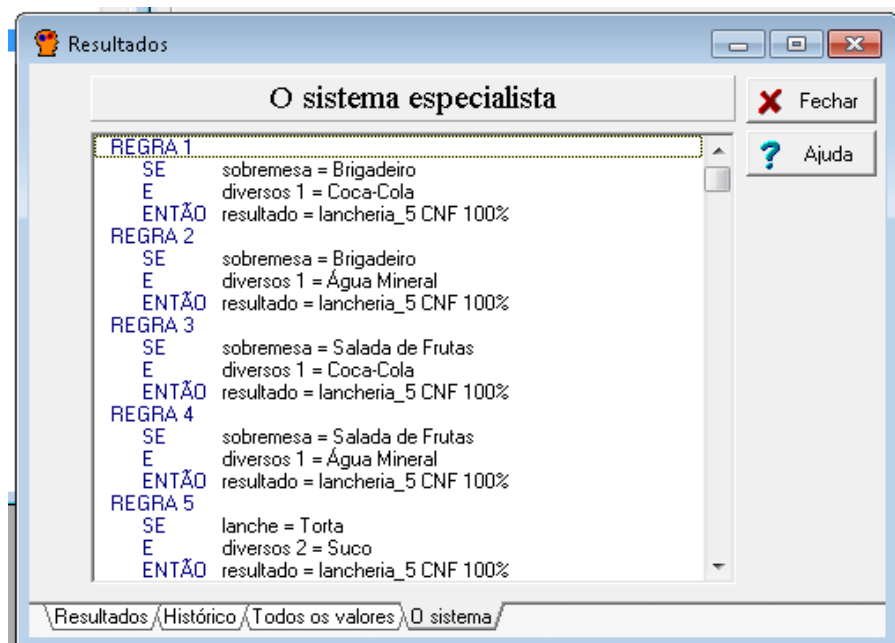 Resultados
O sistema especialista
Fechar
Ajuda
REGRA 1
SE sobremesa = Brigadeiro
E diversos 1 = Coca-Cola
ENTÃO resultado = lancheria_5 CNF 100%
REGRA 2
SE sobremesa = Brigadeiro
E diversos 1 = Água Mineral
ENTÃO resultado = lancheria_5 CNF 100%
REGRA 3
SE sobremesa = Salada de Frutas
E diversos 1 = Coca-Cola
ENTÃO resultado = lancheria_5 CNF 100%
REGRA 4
SE sobremesa = Salada de Frutas
E diversos 1 = Água Mineral
ENTÃO resultado = lancheria_5 CNF 100%
REGRA 5
SE lanche = Torta
E diversos 2 = Suco
ENTÃO resultado = lancheria_5 CNF 100%
Resultados Histórico Todos os valores O sistema